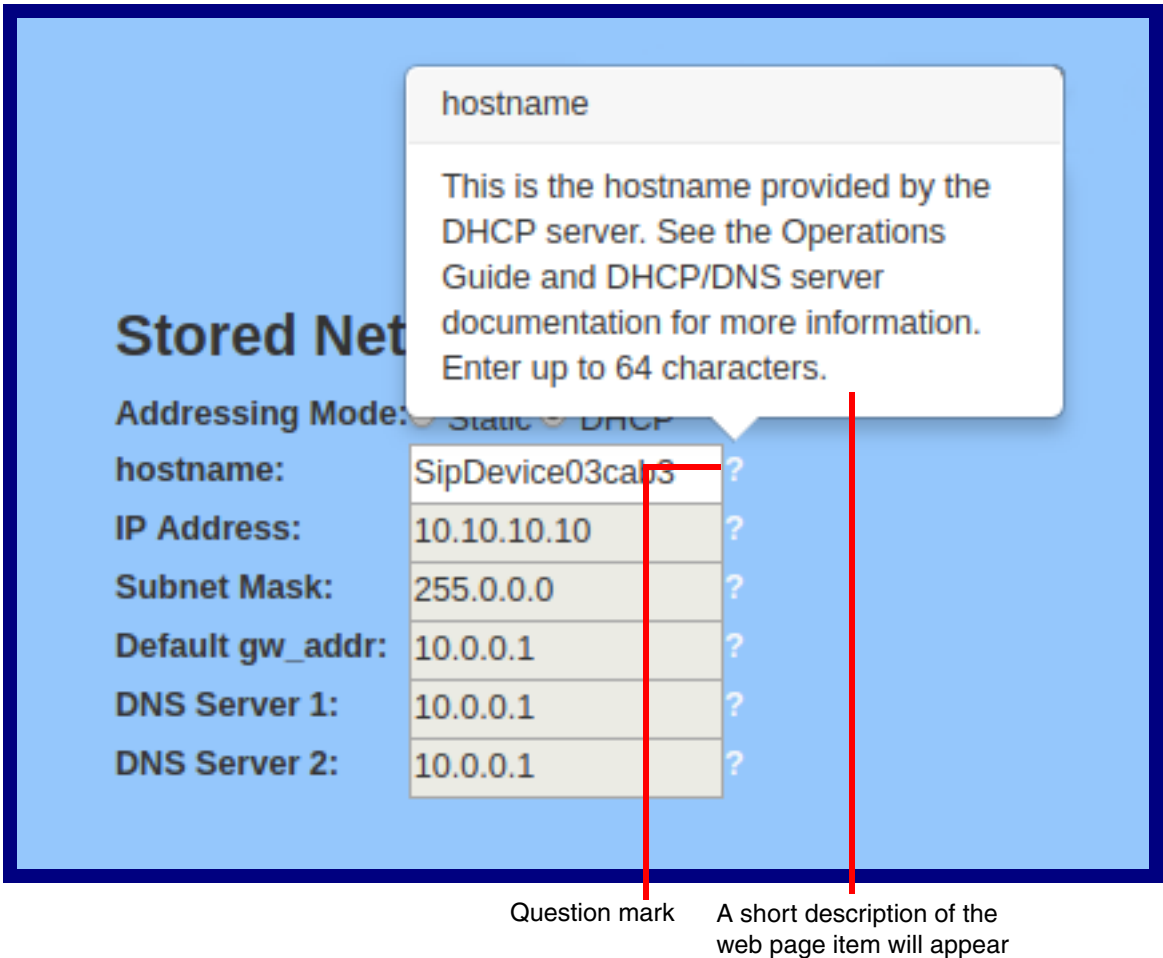 hostname
This is the hostname provided by the
DHCP server. See the Operations
Guide and DHCP/DNS server
documentation for more information.
Enter up to 64 characters.
Stored Net
Addressing Mode: Static DHCP
hostname: SipDevice03cab3 ?
IP Address: 10.10.10.10 ?
Subnet Mask: 255.0.0.0 ?
Default gw_addr: 10.0.0.1 ?
DNS Server 1: 10.0.0.1 ?
DNS Server 2: 10.0.0.1 ?
Question mark
A short description of the
web page item will appear